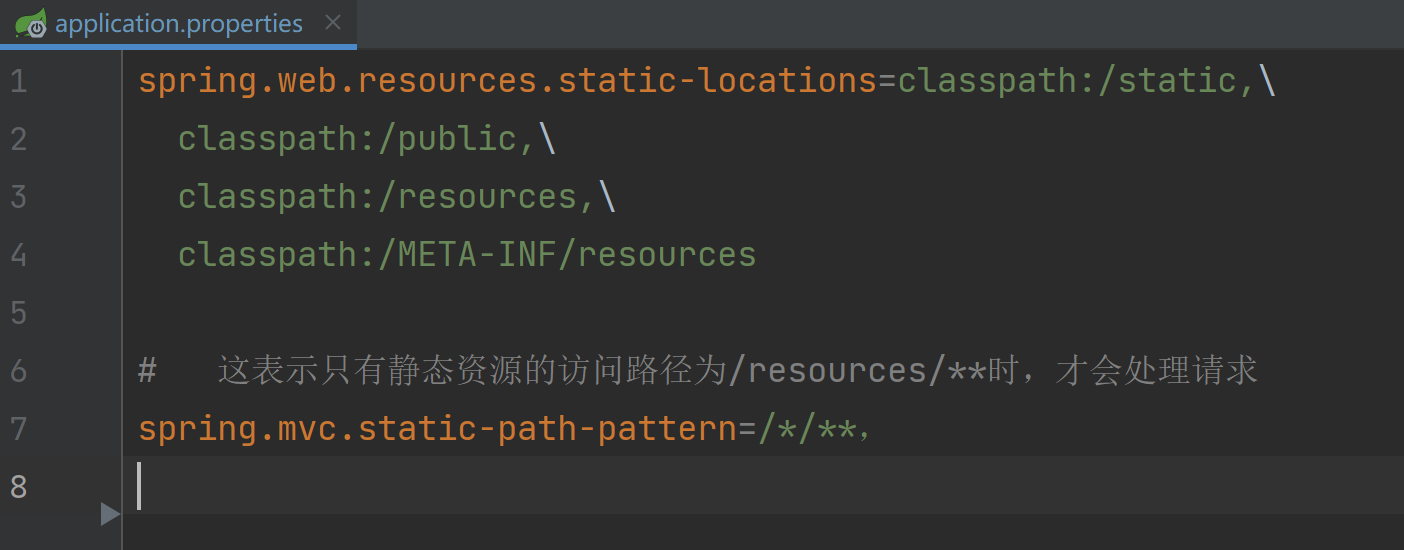 application.properties
1 spring.web.resources.static-locations=classpath:/static,\
2 classpath:/public,\
3 classpath:/resources,\
4 classpath:/META-INF/resources
5
6 #   这表示只有静态资源的访问路径为/resources/**时，才会处理请求
7 spring.mvc.static-path-pattern=/*/**，
8